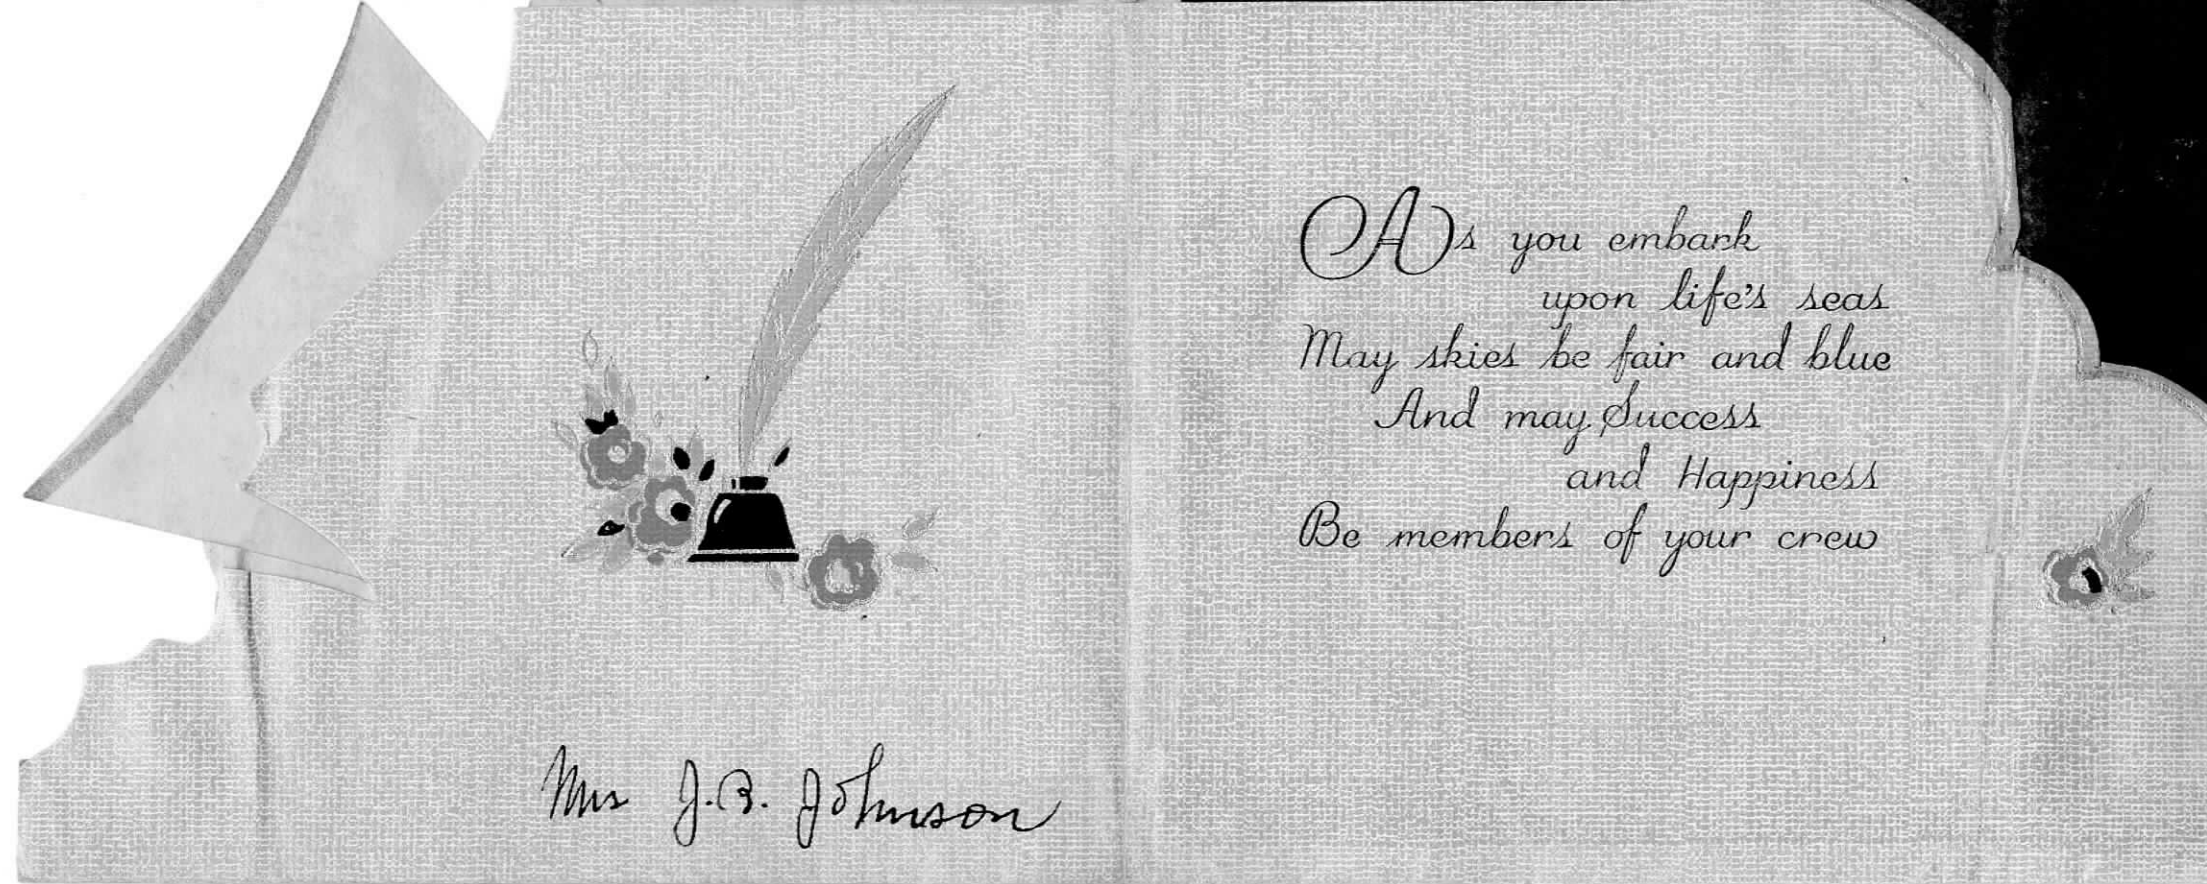 Mrs J.B. Johnson
As you embark
upon life's seas
May skies be fair and blue
And may Success
and Happiness
Be members of your crew